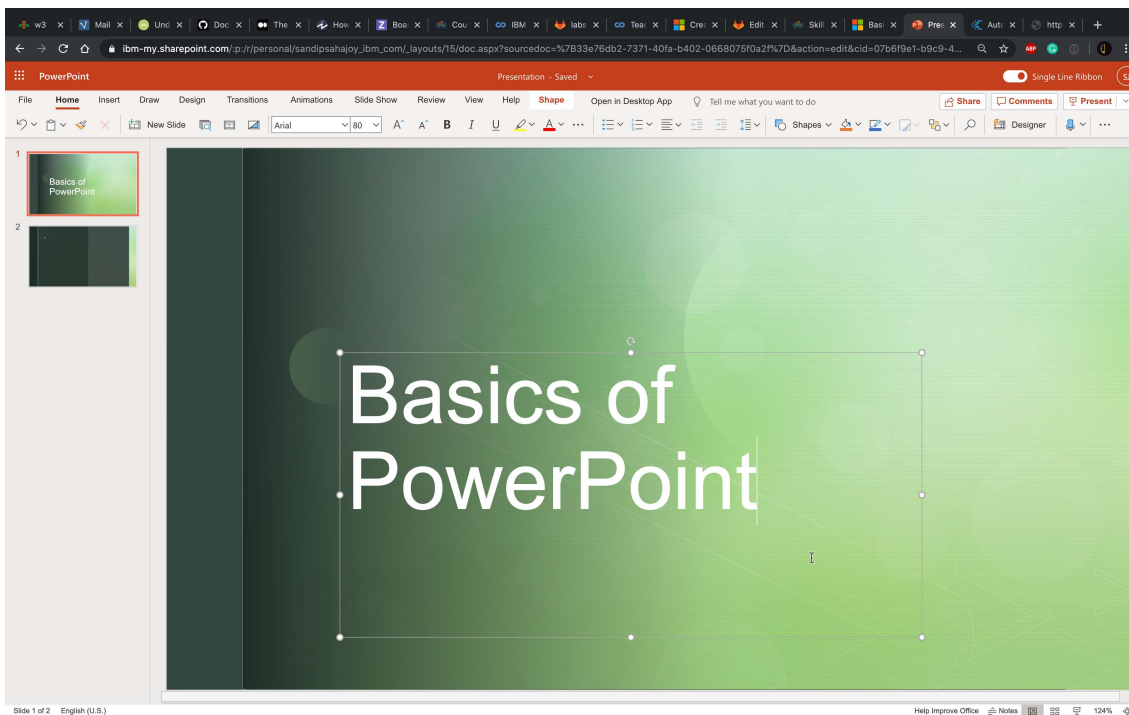 w3
Mail
Und
Doc
The
How
Boa
Cou
IBM
labs
Teac
Crea
Edit
Skill
Basi
Pres
Auto
http
ibm-my.sharepoint.com/:p:/r/personal/sandipsahajoy_ibm_com/_layouts/15/doc.aspx?sourcedoc=%7B33e76db2-7371-40fa-b402-0668075f0a2f%7D&action=edit&cid=07b6f9e1-b9c9-4...
ABP
PowerPoint
Presentation - Saved
Single Line Ribbon
File Home Insert Draw Design Transitions Animations Slide Show Review View Help Shape Open in Desktop App Tell me what you want to do Share Comments Present
New Slide Arial 80 A A B I U A ... Shapes Designer ...
1
Basics of
PowerPoint
2
Basics of
PowerPoint
Slide 1 of 2 English (U.S.) Help Improve Office Notes 124%